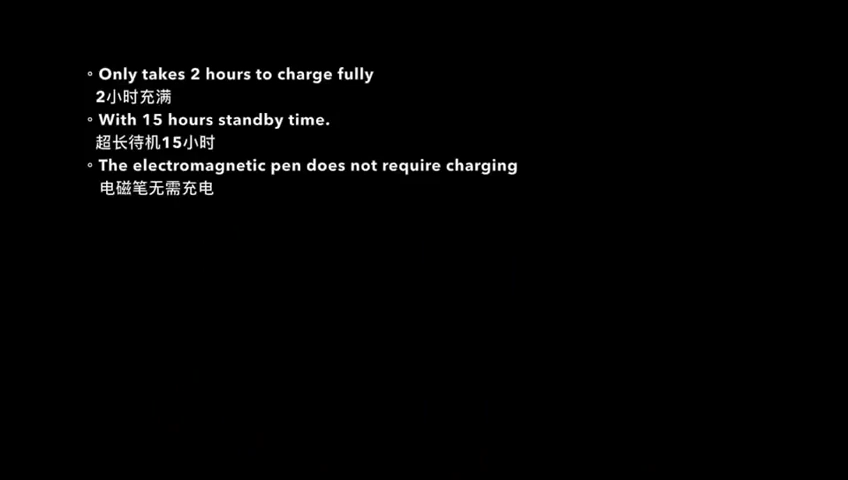 ◦ Only takes 2 hours to charge fully
2小时充满
◦ With 15 hours standby time.
超长待机15小时
◦ The electromagnetic pen does not require charging
电磁笔无需充电